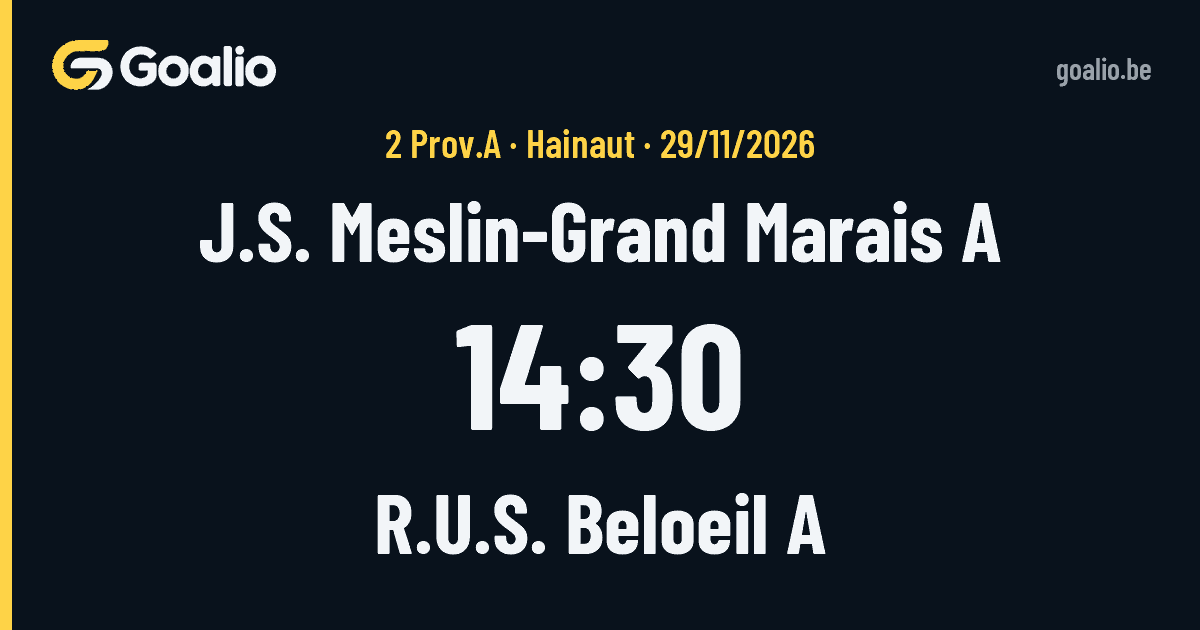 Goalio
goalio.be
2 Prov.A · Hainaut · 29/11/2026
J.S. Meslin-Grand Marais A
14:30
R.U.S. Beloeil A